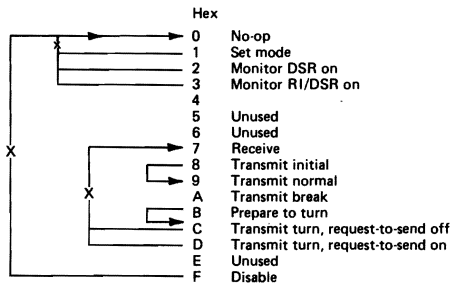 Hex
0 No-op
1 Set mode
2 Monitor DSR on
3 Monitor RI/DSR on
4
5 Unused
6 Unused
7 Receive
8 Transmit initial
9 Transmit normal
A Transmit break
B Prepare to turn
C Transmit turn, request-to-send off
D Transmit turn, request-to-send on
E Unused
F Disable
X
X
X